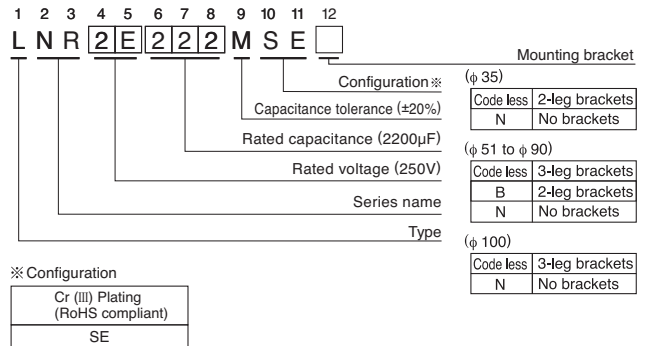 1 2 3 4 5 6 7 8 9 10 11 12
L N R 2 E 2 2 2 M S E
Mounting bracket
Configuration※
Capacitance tolerance (±20%)
Rated capacitance (2200µF)
Rated voltage (250V)
Series name
Type
(ϕ 35)
Code less 2-leg brackets
N No brackets
(ϕ 51 to ϕ 90)
Code less 3-leg brackets
B 2-leg brackets
N No brackets
(ϕ 100)
Code less 3-leg brackets
N No brackets
※Configuration
Cr (Ⅲ) Plating
(RoHS compliant)
SE